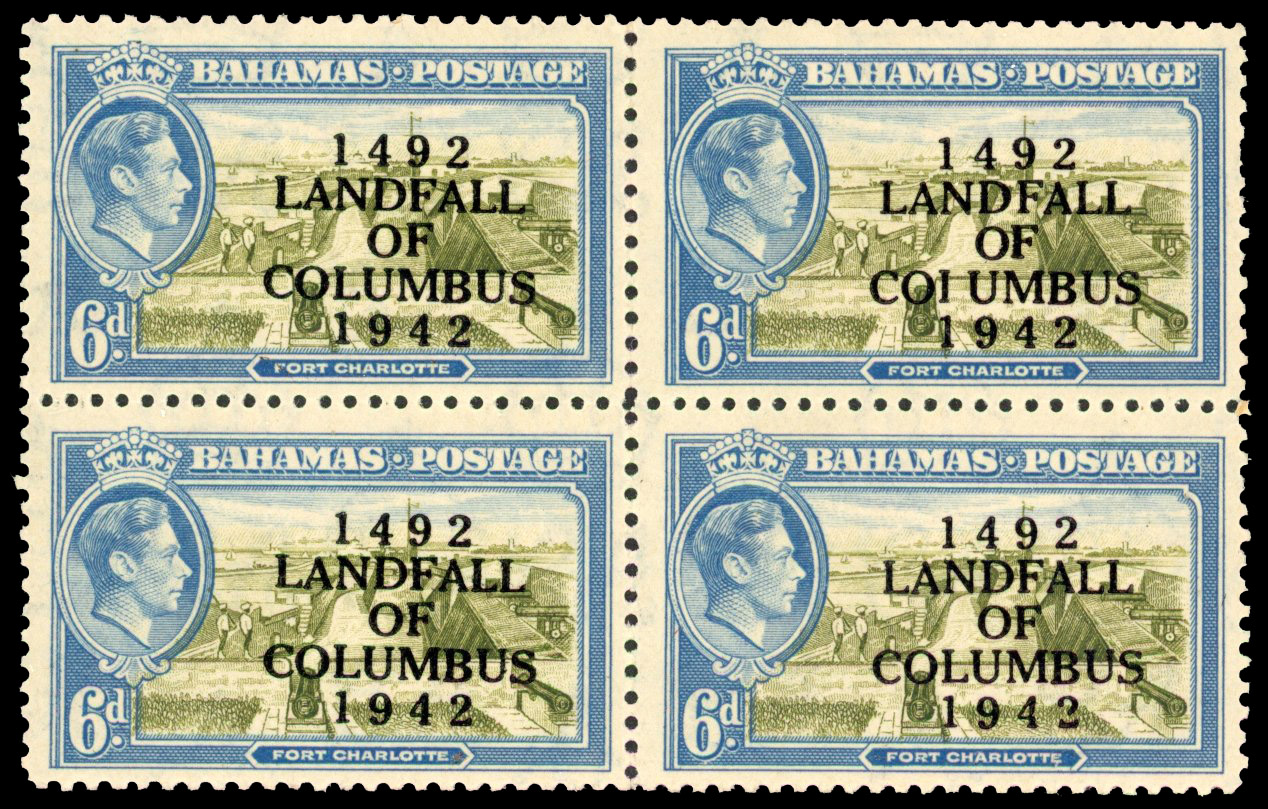 BAHAMAS · POSTAGE
1492
LANDFALL
OF
COLUMBUS
1942
6d.
FORT CHARLOTTE
BAHAMAS · POSTAGE
1492
LANDFALL
OF
COIUMBUS
1942
6d.
FORT CHARLOTTE
BAHAMAS · POSTAGE
1492
LANDFALL
OF
COLUMBUS
1942
6d.
FORT CHARLOTTE
BAHAMAS · POSTAGE
1492
LANDFALL
OF
COLUMBUS
1942
6d.
FORT CHARLOTTE